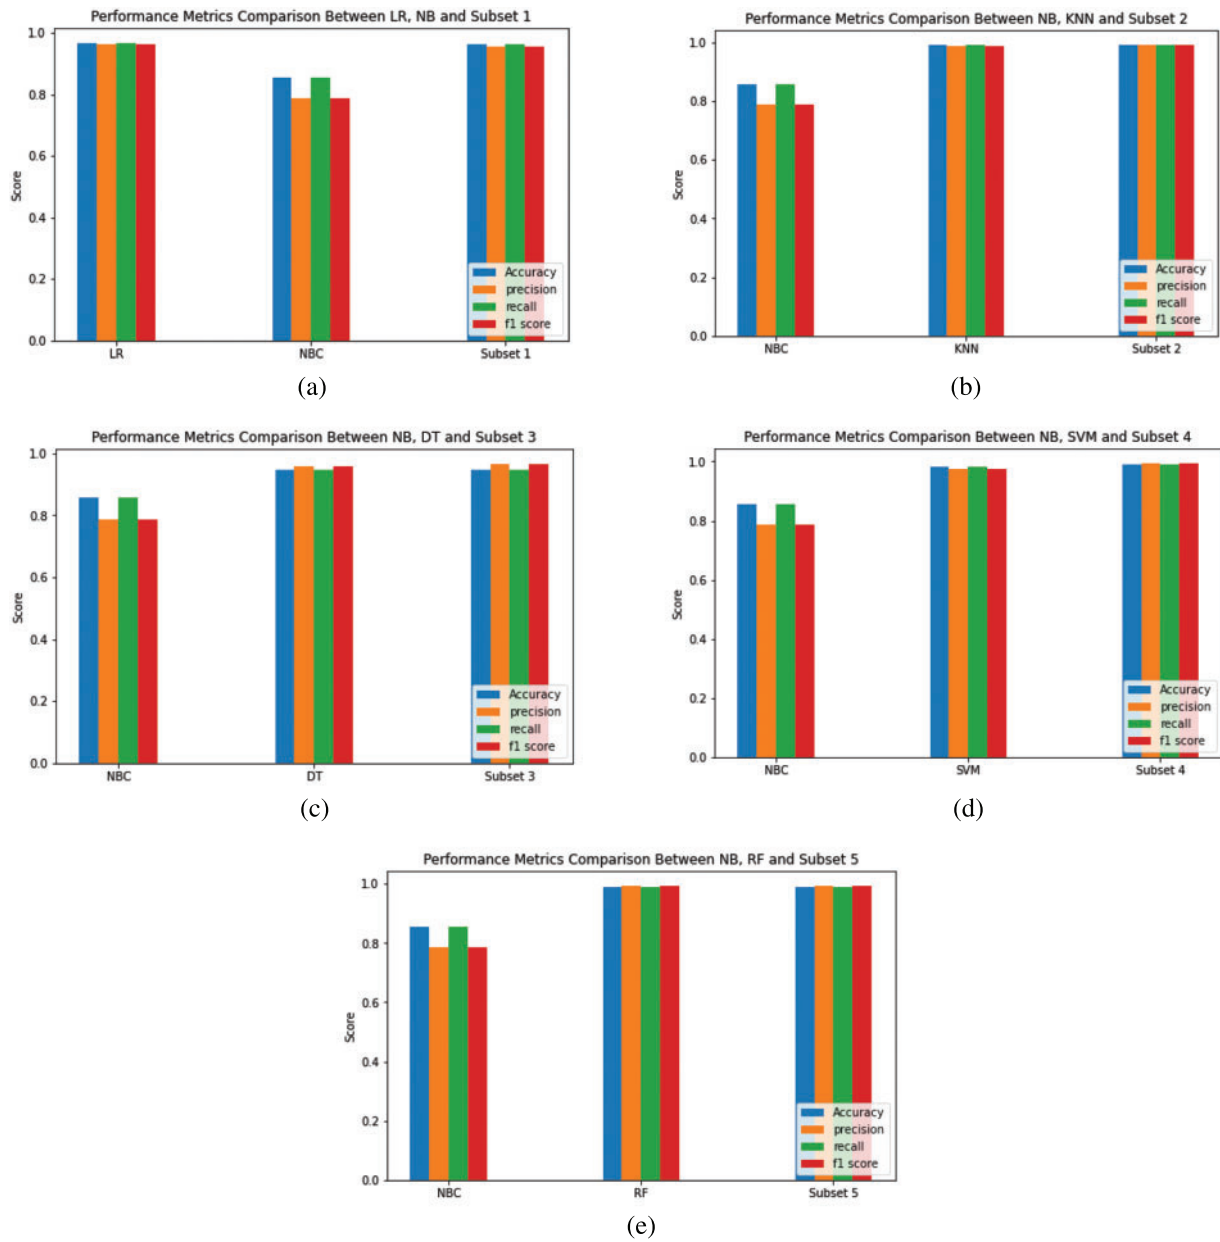 Performance Metrics Comparison Between LR, NB and Subset 1
1.0
0.8
0.6
0.4
0.2
0.0
Score
Accuracy
precision
recall
f1 score
LR NBC Subset 1
(a)
Performance Metrics Comparison Between NB, KNN and Subset 2
1.0
0.8
0.6
0.4
0.2
0.0
Score
Accuracy
precision
recall
f1 score
NBC KNN Subset 2
(b)
Performance Metrics Comparison Between NB, DT and Subset 3
1.0
0.8
0.6
0.4
0.2
0.0
Score
Accuracy
precision
recall
f1 score
NBC DT Subset 3
(c)
Performance Metrics Comparison Between NB, SVM and Subset 4
1.0
0.8
0.6
0.4
0.2
0.0
Score
Accuracy
precision
recall
f1 score
NBC SVM Subset 4
(d)
Performance Metrics Comparison Between NB, RF and Subset 5
1.0
0.8
0.6
0.4
0.2
0.0
Score
Accuracy
precision
recall
f1 score
NBC RF Subset 5
(e)